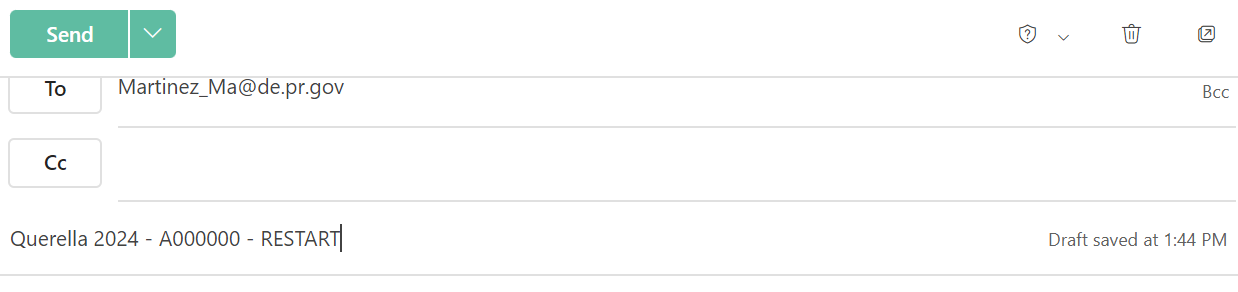 Send
To
Martinez_Ma@de.pr.gov
Bcc
Cc
Querella 2024 - A000000 - RESTART
Draft saved at 1:44 PM